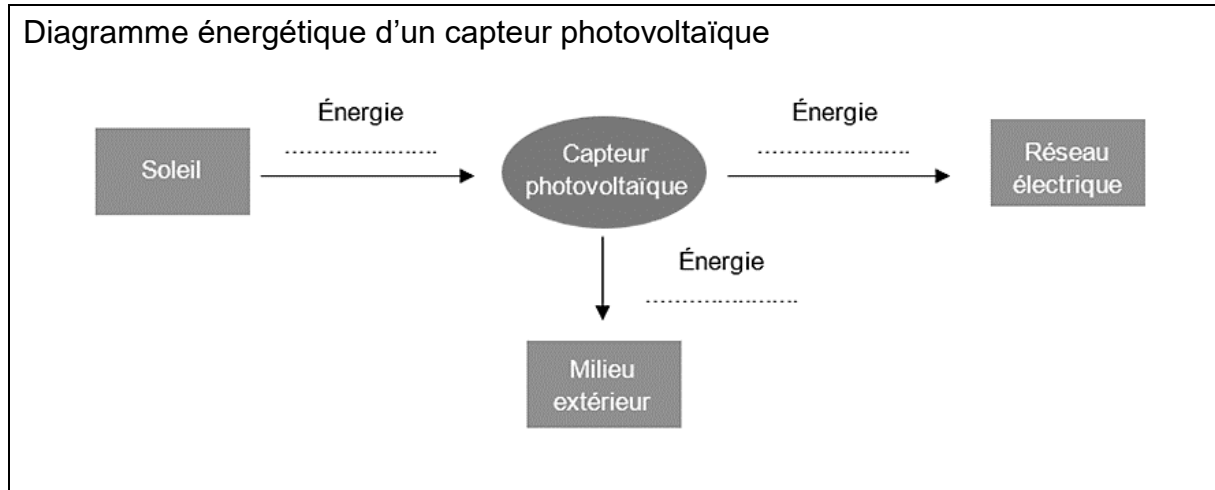 Diagramme énergétique d’un capteur photovoltaïque
Énergie
.....................
Énergie
.....................
Soleil
Capteur
photovoltaïque
Réseau
électrique
Énergie
.....................
Milieu
extérieur